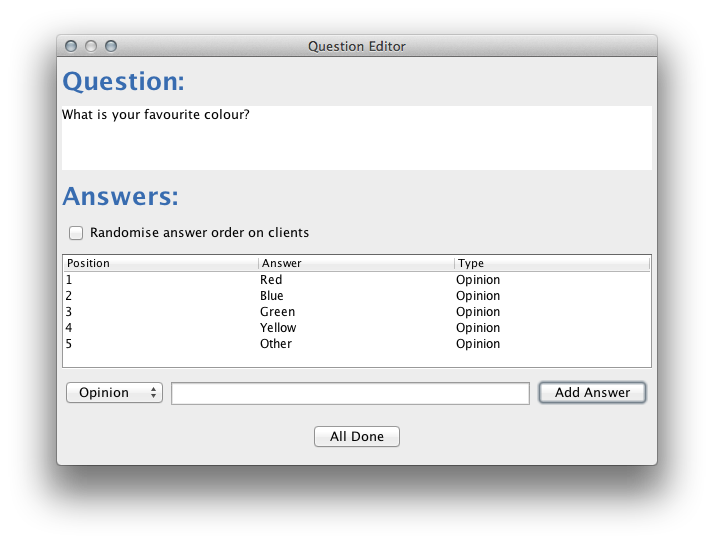 Question Editor
Question:
What is your favourite colour?
Answers:
Randomise answer order on clients
Position Answer Type
1 Red Opinion
2 Blue Opinion
3 Green Opinion
4 Yellow Opinion
5 Other Opinion
Opinion Add Answer
All Done